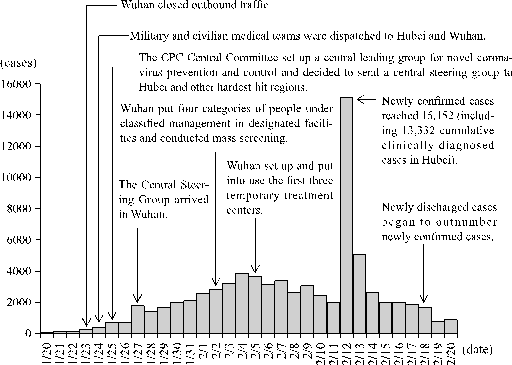 Wuhan closed outbound traffic
Military and civilian medical teams were dispatched to Hubei and Wuhan.
The CPC Central Committee set up a central leading group for novel corona-
virus prevention and control and decided to send a central steering group to
Hubei and other hardest hit regions.
(cases)
16000
14000
12000
10000
8000
6000
4000
2000
0
Wuhan put four categories of people under
classified management in designated facili-
ties and conducted mass screening.
Newly confirmed cases
reached 15,152 (includ-
ing 13,332 cumulative
clinically diagnosed
cases in Hubei).
The Central Steer-
ing Group arrived
in Wuhan.
Wuhan set up and put
into use the first three
temporary treatment
centers.
Newly discharged cases
began to outnumber
newly confirmed cases.
1/20
1/21
1/22
1/23
1/24
1/25
1/26
1/27
1/28
1/29
1/30
1/31
2/1
2/2
2/3
2/4
2/5
2/6
2/7
2/8
2/9
2/10
2/11
2/12
2/13
2/14
2/15
2/16
2/17
2/18
2/19
2/20
(date)